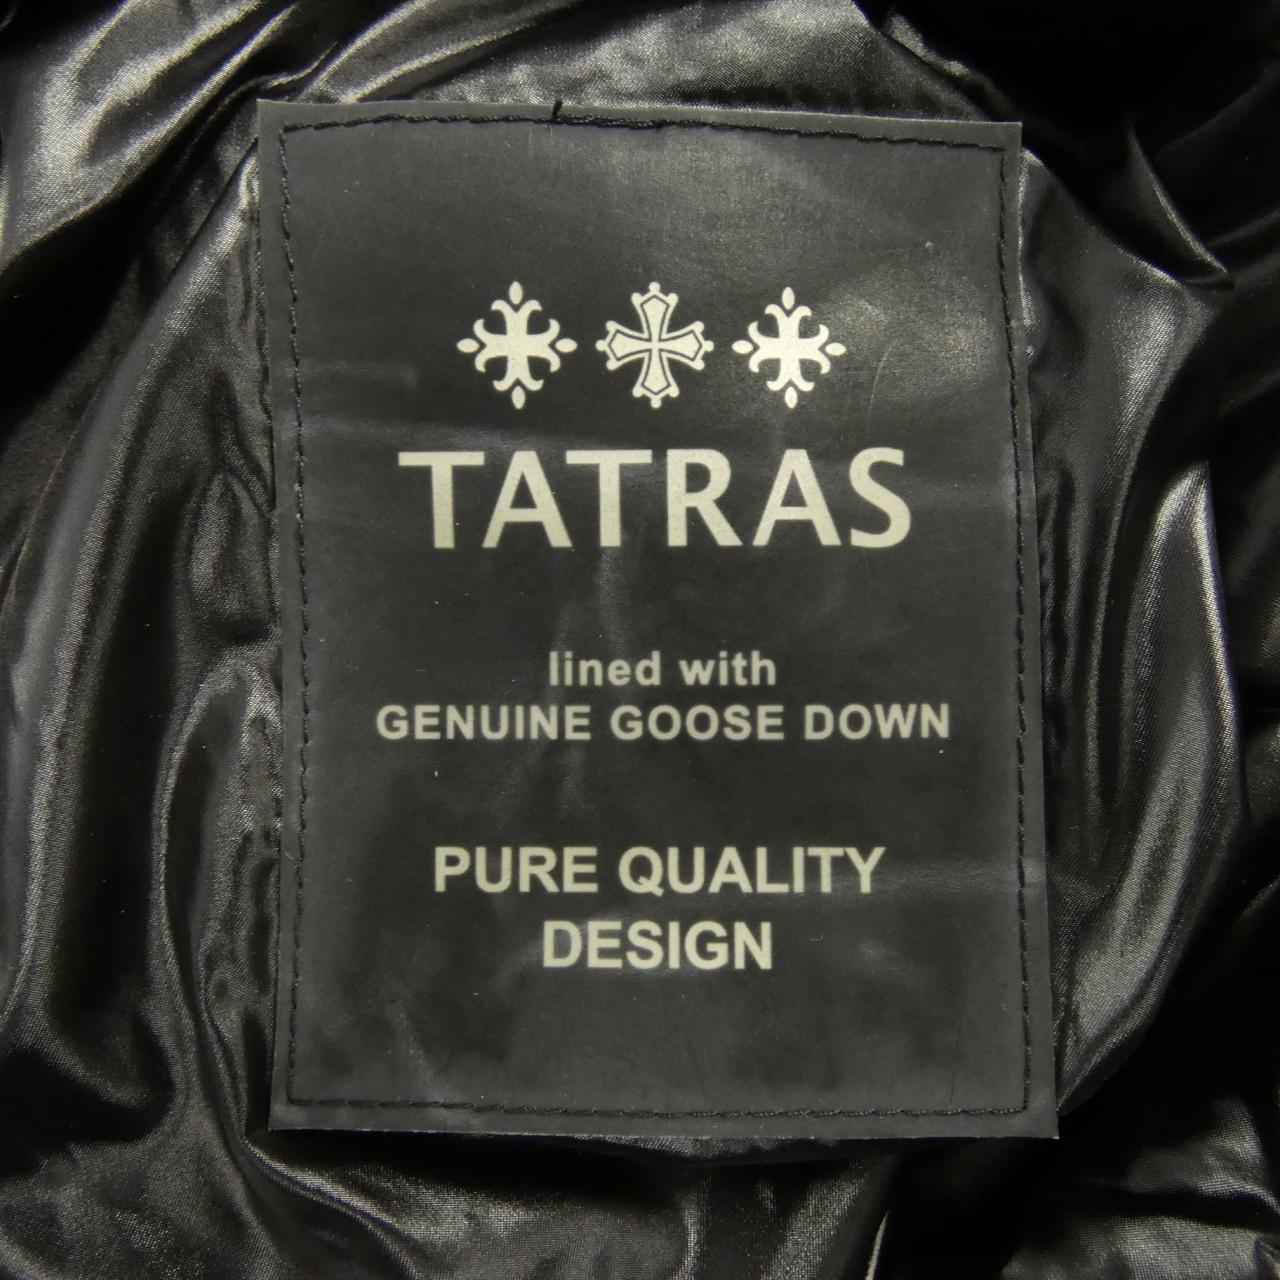 TATRAS
lined with
GENUINE GOOSE DOWN
PURE QUALITY
DESIGN